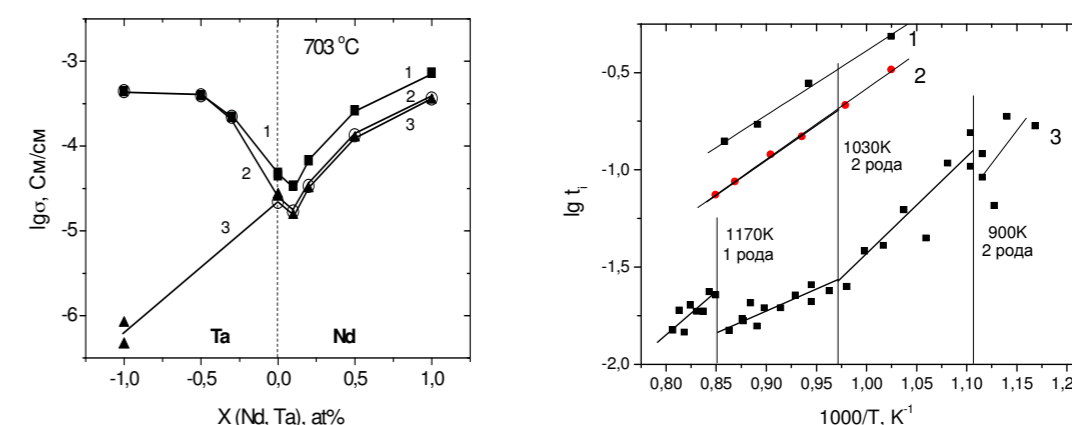 703 °C
-3
-4
-5
-6
lgσ, См/см
1
2
3
1
2
3
Ta
Nd
-1,0 -0,5 0,0 0,5 1,0
X (Nd, Ta), at%
-0,5
-1,0
-1,5
-2,0
lg tᵢ
1
2
3
1030K
2 рода
1170K
1 рода
900K
2 рода
0,80 0,85 0,90 0,95 1,00 1,05 1,10 1,15
1000/T, K⁻¹